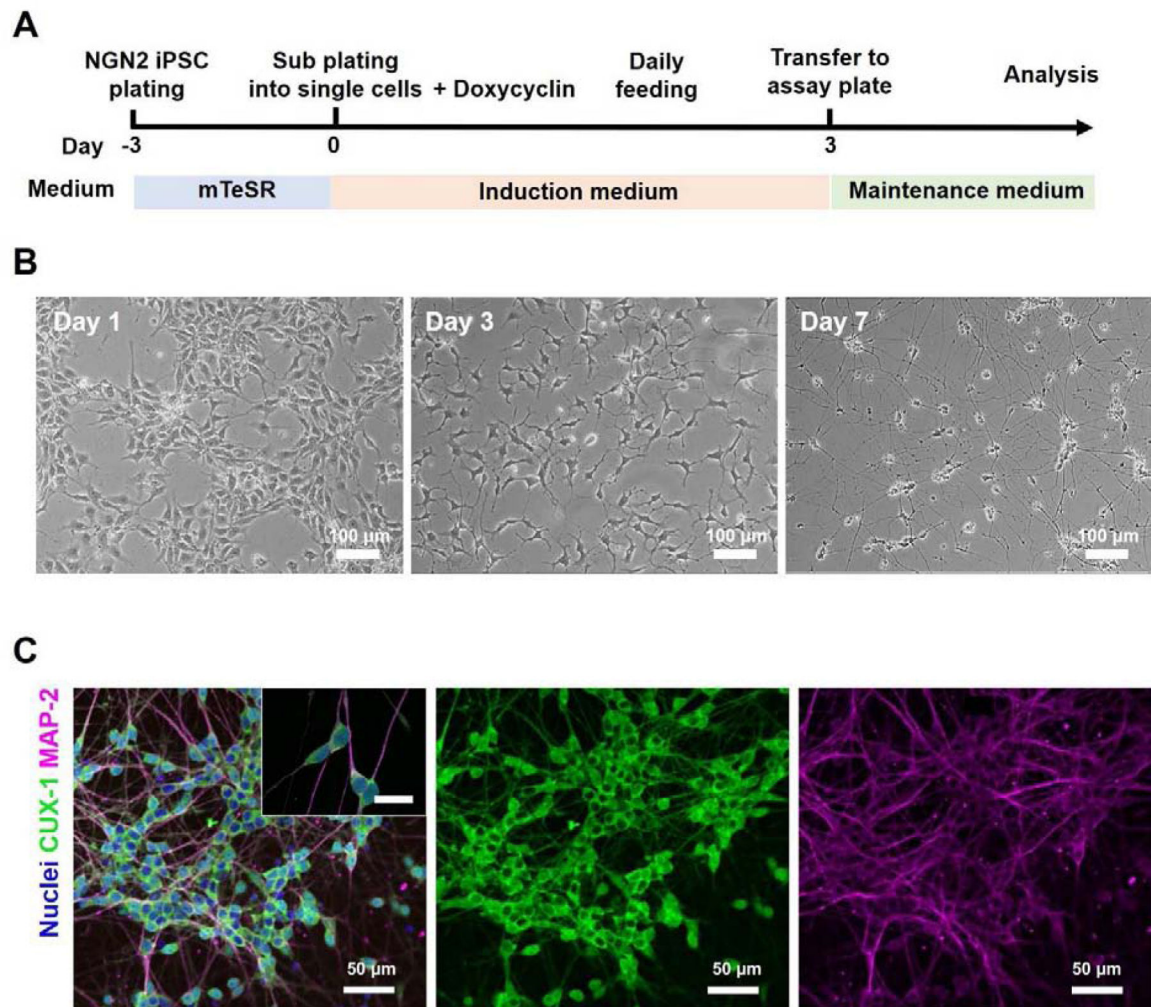 A
NGN2 iPSC
plating
Sub plating
into single cells
+ Doxycyclin
Daily
feeding
Transfer to
assay plate
Analysis
Day -3 0 3
Medium mTeSR Induction medium Maintenance medium
B
Day 1
100 µm
Day 3
100 µm
Day 7
100 µm
C
Nuclei CUX-1 MAP-2
50 µm
50 µm
50 µm